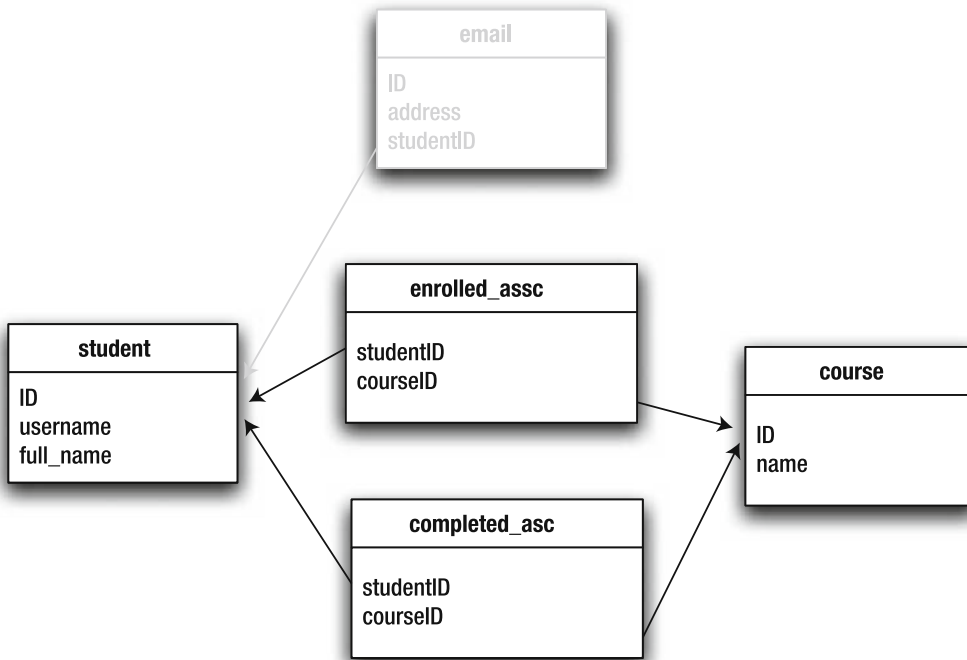 email
ID
address
studentID
enrolled_assc
studentID
courseID
student
ID
username
full_name
course
ID
name
completed_asc
studentID
courseID